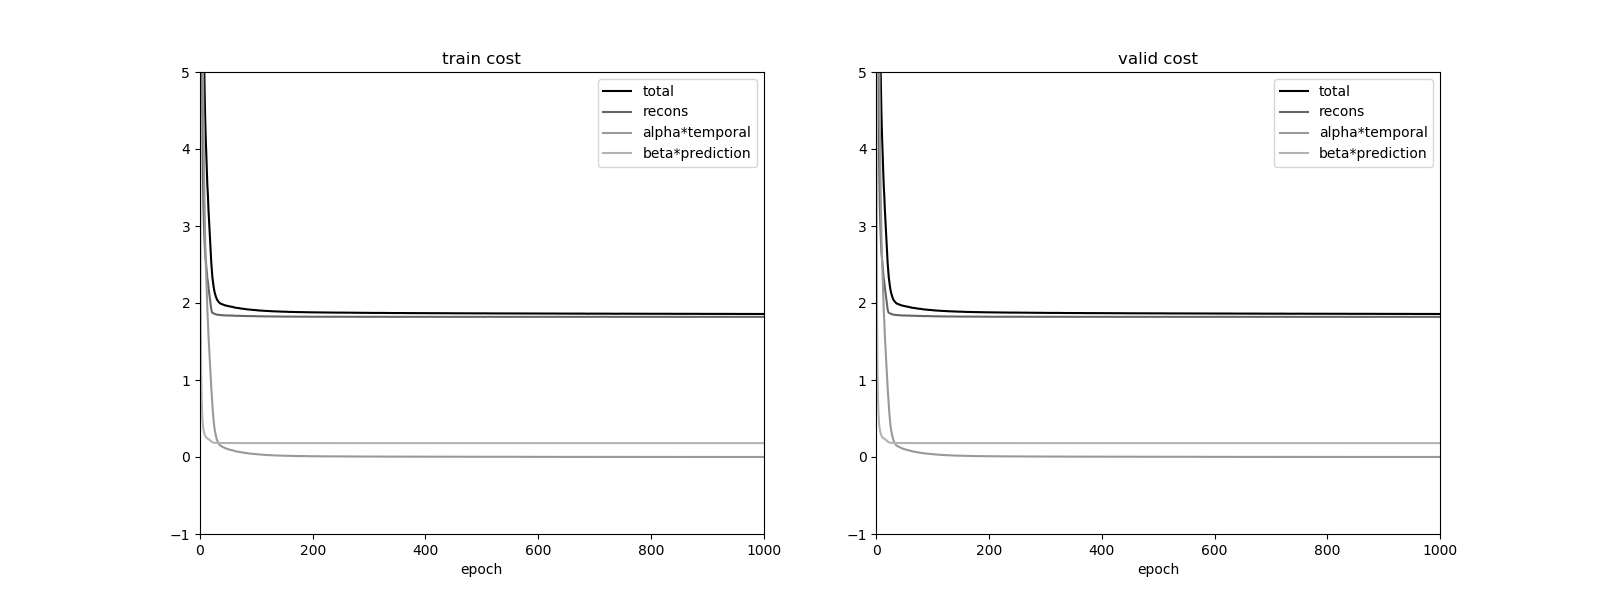 train cost
5
4
3
2
1
0
−1
0 200 400 600 800 1000
epoch
total
recons
alpha*temporal
beta*prediction
valid cost
5
4
3
2
1
0
−1
0 200 400 600 800 1000
epoch
total
recons
alpha*temporal
beta*prediction